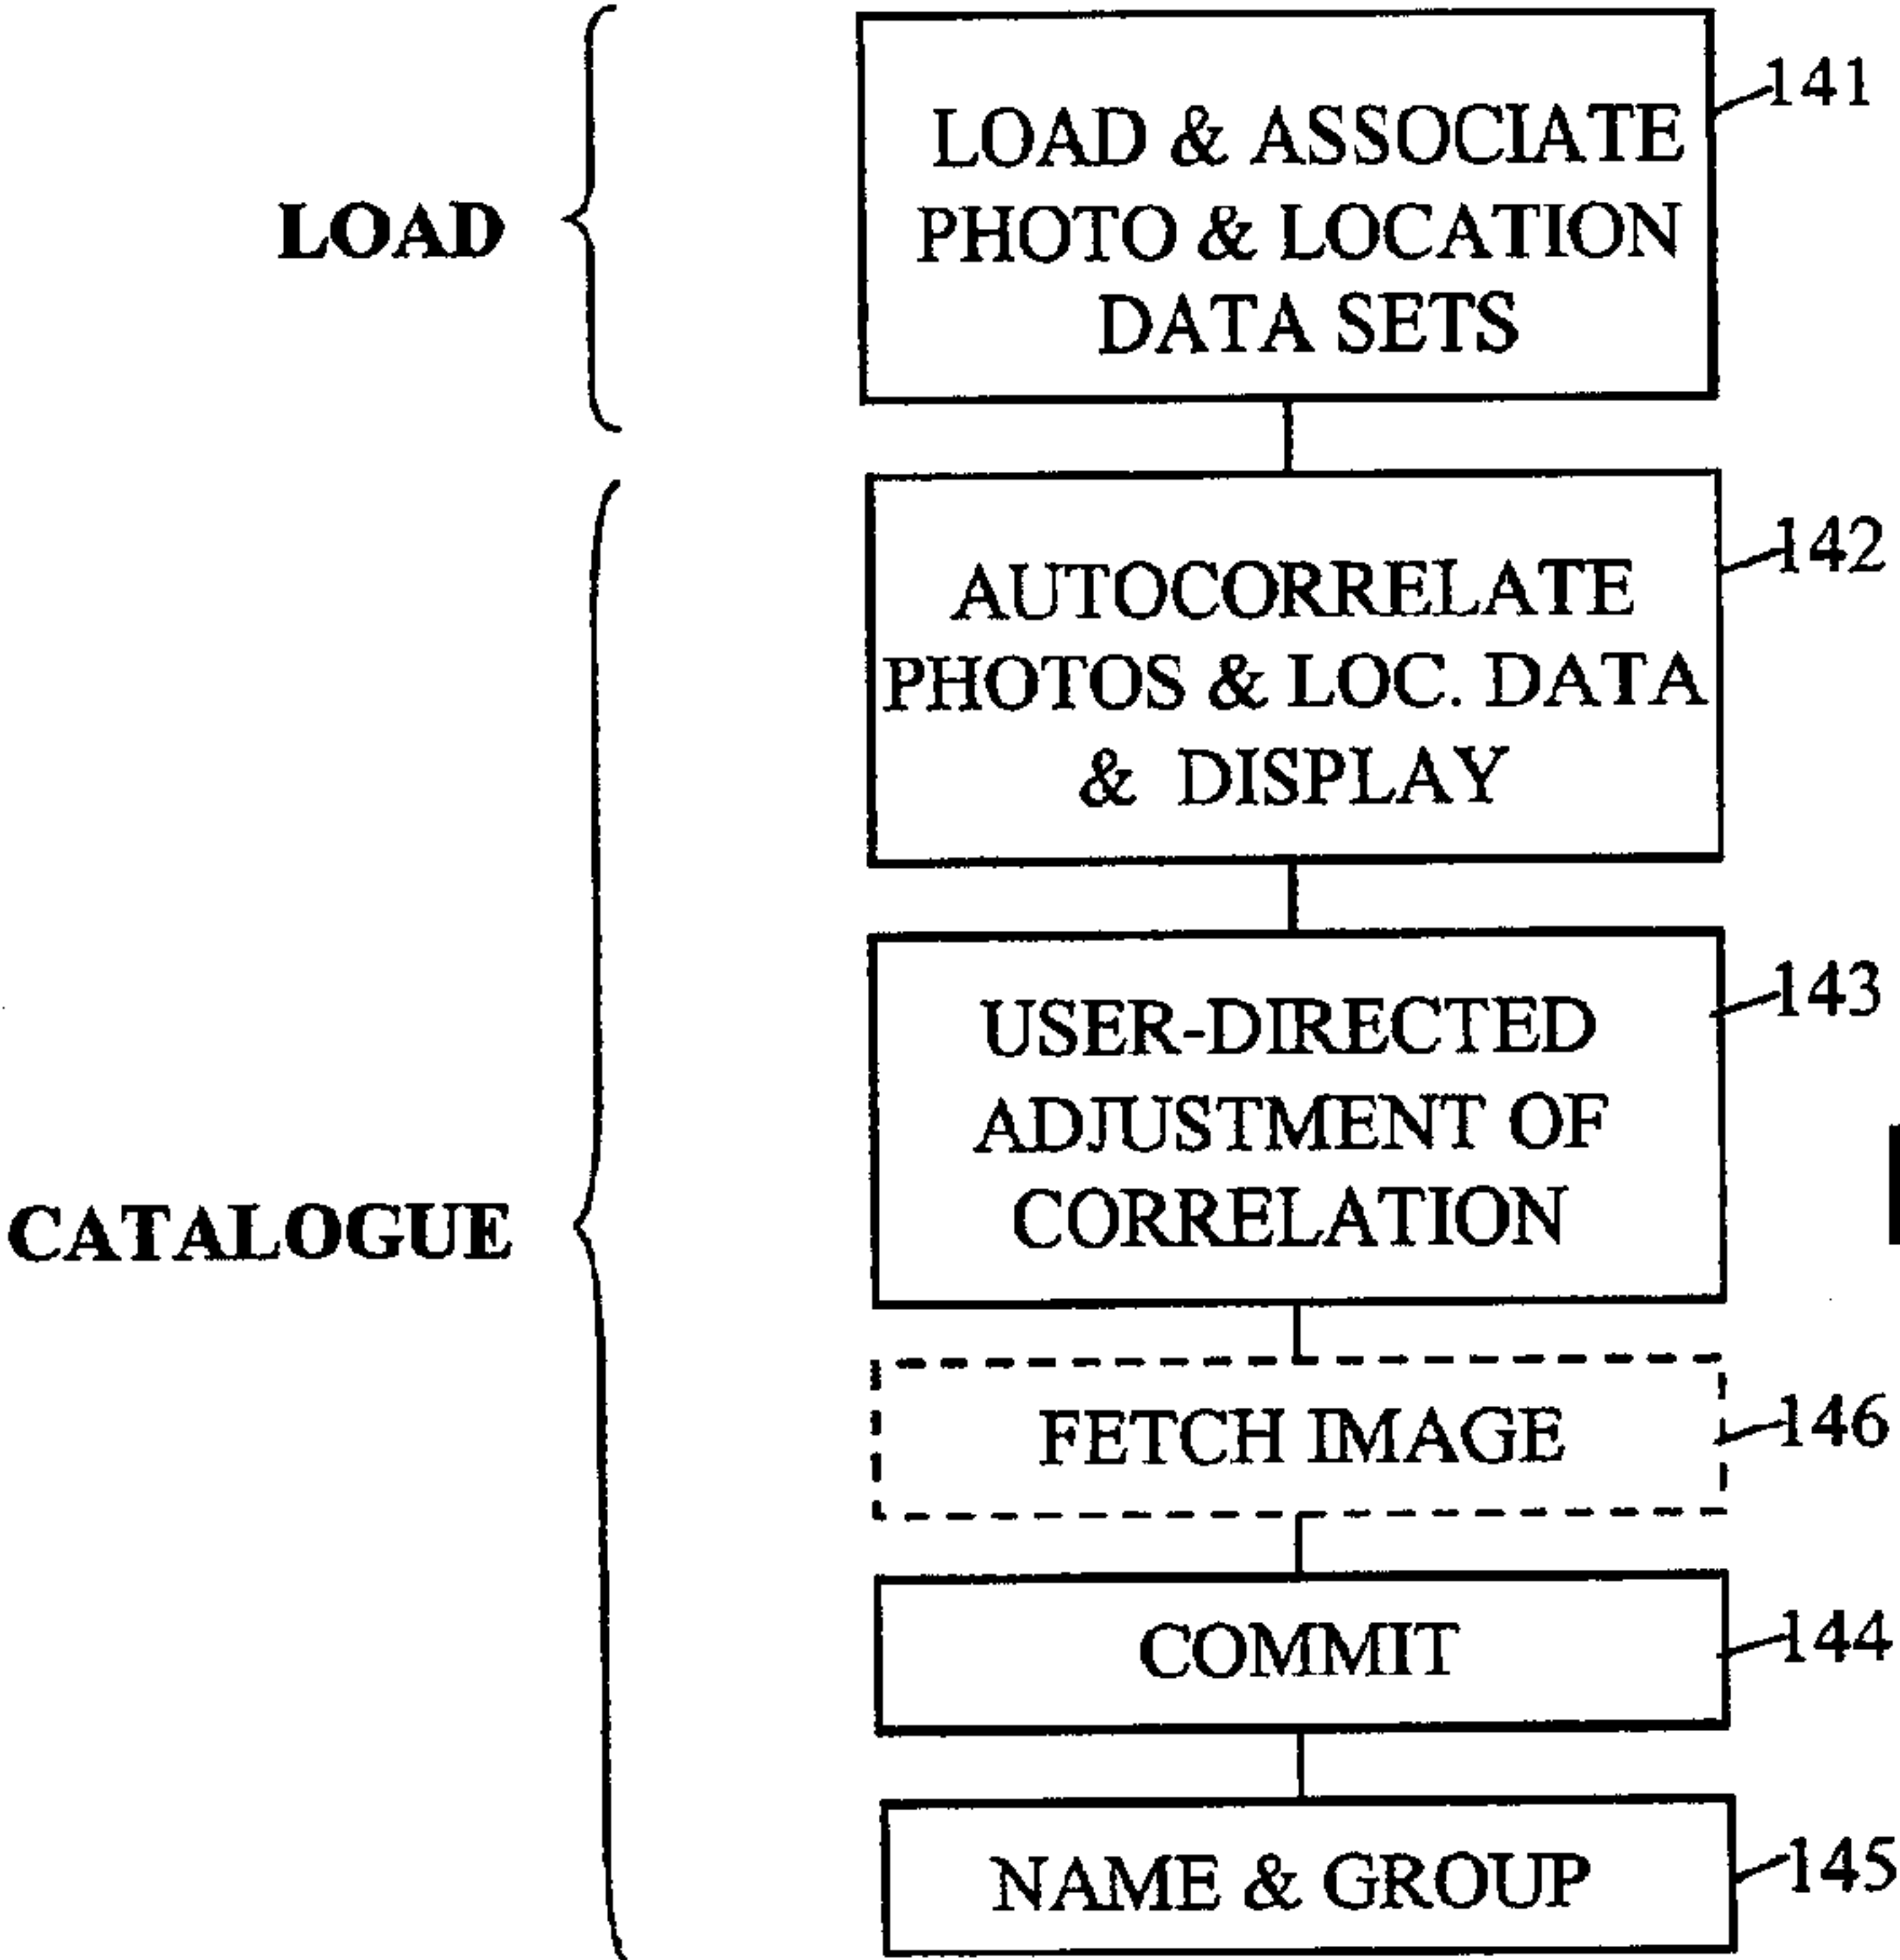 LOAD
LOAD & ASSOCIATE
PHOTO & LOCATION
DATA SETS
141
AUTOCORRELATE
PHOTOS & LOC. DATA
& DISPLAY
142
CATALOGUE
USER-DIRECTED
ADJUSTMENT OF
CORRELATION
143
FETCH IMAGE
146
COMMIT
144
NAME & GROUP
145